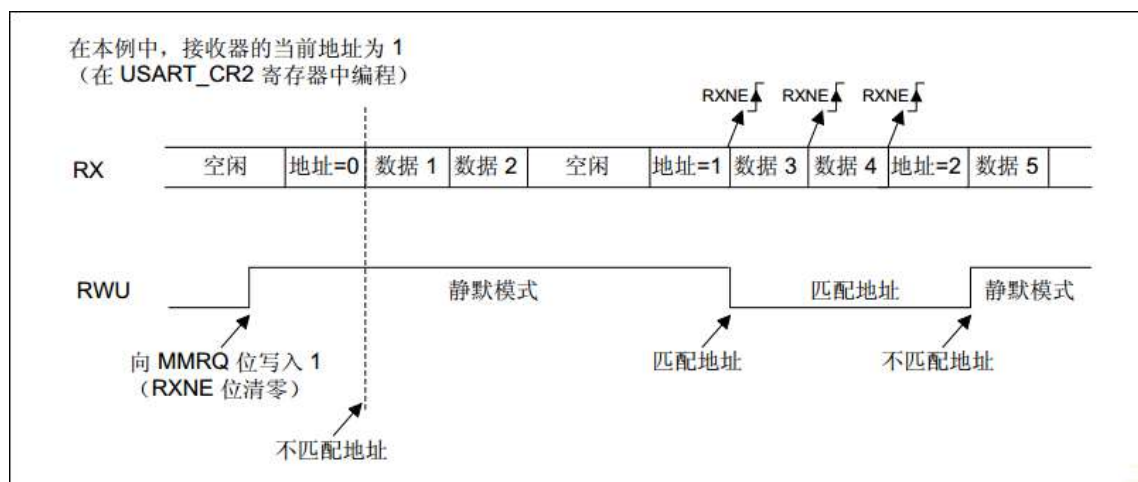 在本例中，接收器的当前地址为 1
（在 USART_CR2 寄存器中编程）
RXNE RXNE RXNE
RX 空闲 地址=0 数据 1 数据 2 空闲 地址=1 数据 3 数据 4 地址=2 数据 5
RWU 静默模式 匹配地址 静默模式
向 MMRQ 位写入 1
（RXNE 位清零）
匹配地址 不匹配地址
不匹配地址